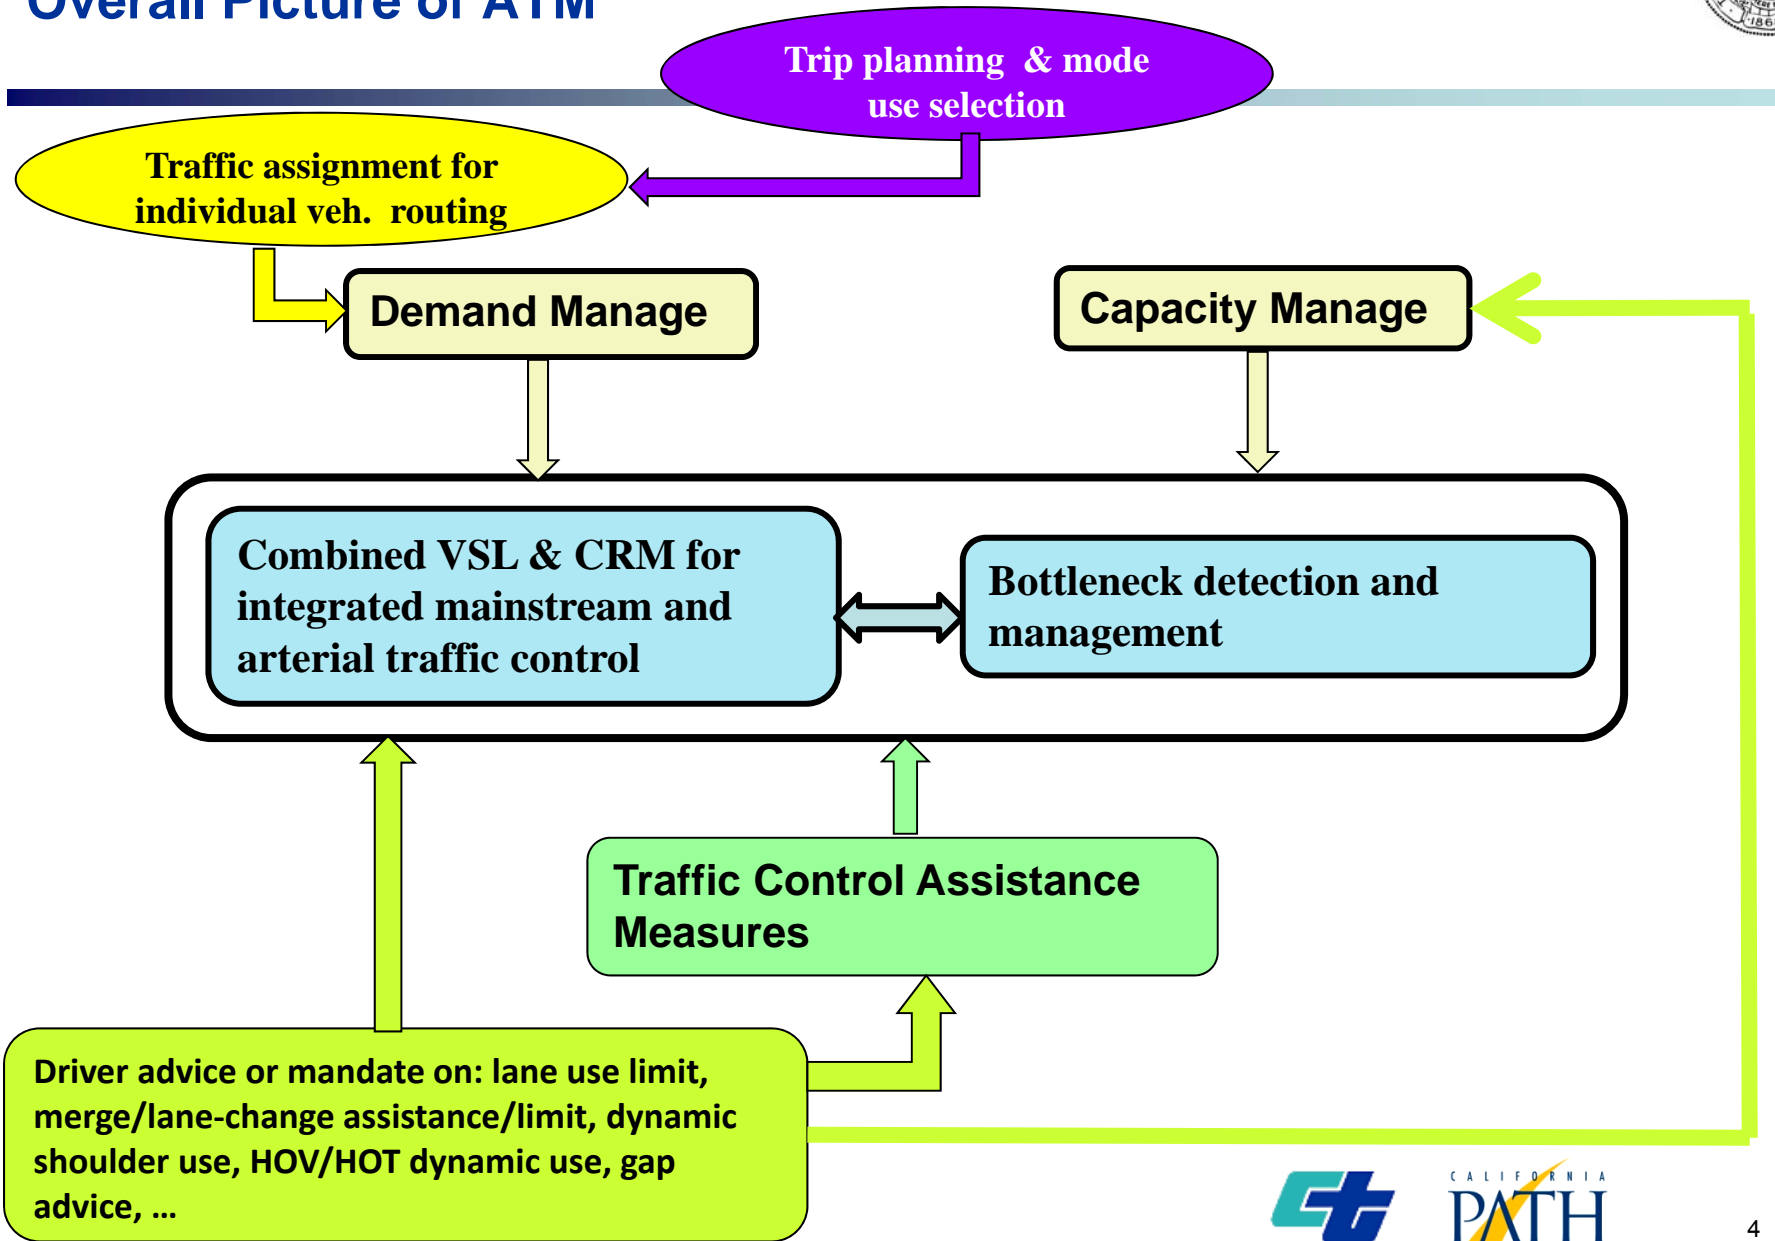 Overall Picture of ATM
186
Trip planning & mode
use selection
Traffic assignment for
individual veh. routing
Demand Manage
Capacity Manage
Combined VSL & CRM for
integrated mainstream and
arterial traffic control
Bottleneck detection and
management
Traffic Control Assistance
Measures
Driver advice or mandate on: lane use limit,
merge/lane-change assistance/limit, dynamic
shoulder use, HOV/HOT dynamic use, gap
advice, ...
CALIFORNIA
PATH
4